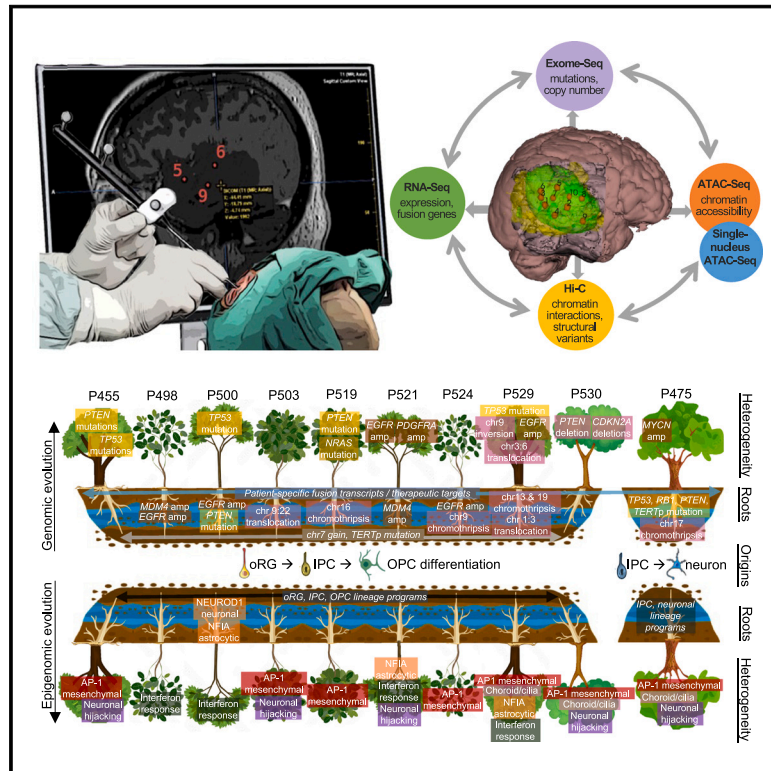 T1 (MR, Axial)
Sagittal Custom View
6
5
9
DICOM (T1 (MR, Axial)
Exome-Seq
mutations,
copy number
RNA-Seq
expression,
fusion genes
ATAC-Seq
chromatin
accessibility
Single-
nucleus
ATAC-Seq
Hi-C
chromatin
interactions,
structural
variants
P455 P498 P500 P503 P519 P521 P524 P529 P530 P475
Genomic evolution
PTEN
mutations
TP53
mutations
TP53
mutation
PTEN
mutation
NRAS
mutation
EGFR
amp
PDGFRA
amp
TP53 mutation
chr9
inversion
EGFR
amp
chr3:6
translocation
PTEN
deletion
CDKN2A
deletions
MYCN
amp
Heterogeneity
Patient-specific fusion transcripts / therapeutic targets
MDM4 amp
EGFR amp
EGFR amp
PTEN
mutation
chr 9:22
translocation
chr16
chromothripsis
MDM4
amp
EGFR amp
chr9
chromothripsis
chr13 & 19
chromothripsis
chr1:3
translocation
TP53, RB1, PTEN,
TERTp mutation
chr17
chromothripsis
Roots
chr7 gain, TERTp mutation
oRG → IPC → OPC differentiation
IPC → neuron
Origins
Epigenomic evolution
oRG, IPC, OPC lineage programs
NEUROD1
neuronal
NFIA
astrocytic
IPC, neuronal
lineage
programs
Roots
AP-1
mesenchymal
Neuronal
hijacking
Interferon
response
Interferon
response
AP-1
mesenchymal
Neuronal
hijacking
AP-1
mesenchymal
NFIA
astrocytic
Interferon
response
Neuronal
hijacking
AP-1
mesenchymal
AP1 mesenchymal
Choroid/cilia
NFIA
astrocytic
Interferon
response
AP-1 mesenchymal
Choroid/cilia
Neuronal
hijacking
AP-1 mesenchymal
Choroid/cilia
Neuronal
hijacking
Heterogeneity